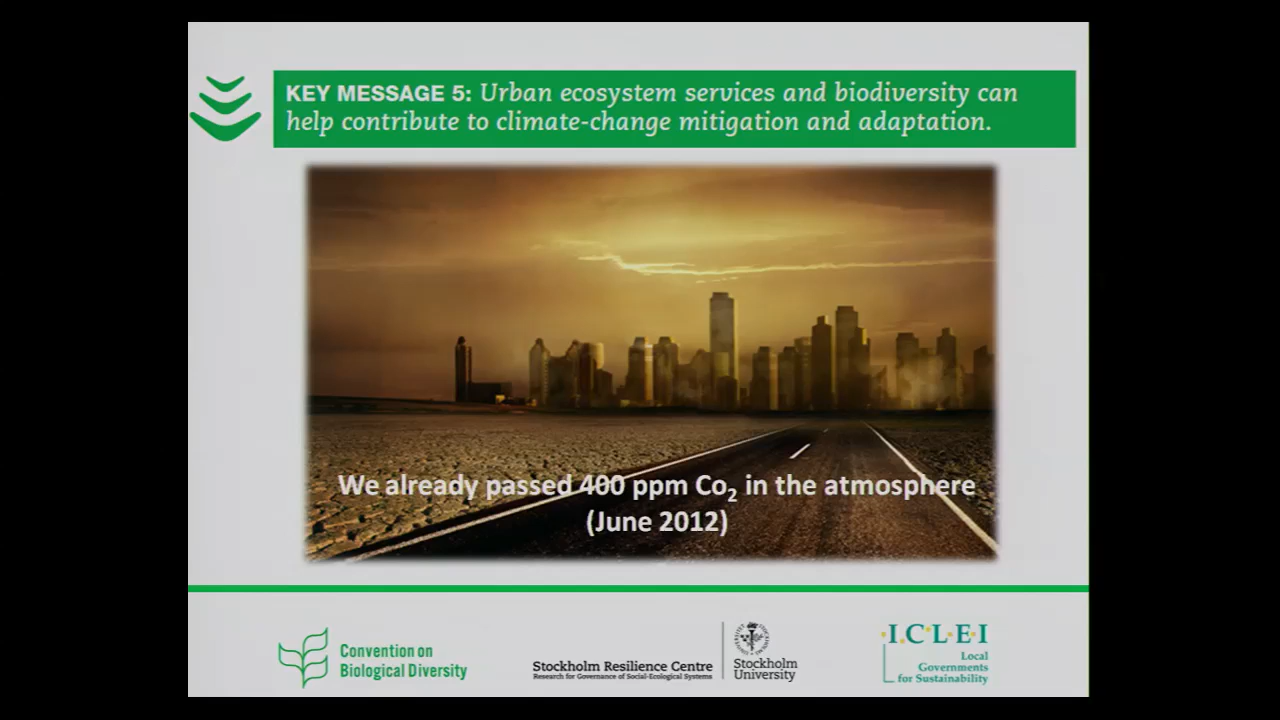 KEY MESSAGE 5: Urban ecosystem services and biodiversity can
help contribute to climate-change mitigation and adaptation.
We already passed 400 ppm Co₂ in the atmosphere
(June 2012)
Convention on
Biological Diversity
Stockholm Resilience Centre
Research for Governance of Social-Ecological Systems
Stockholm
University
I.C.L.E.I
Local
Governments
for Sustainability